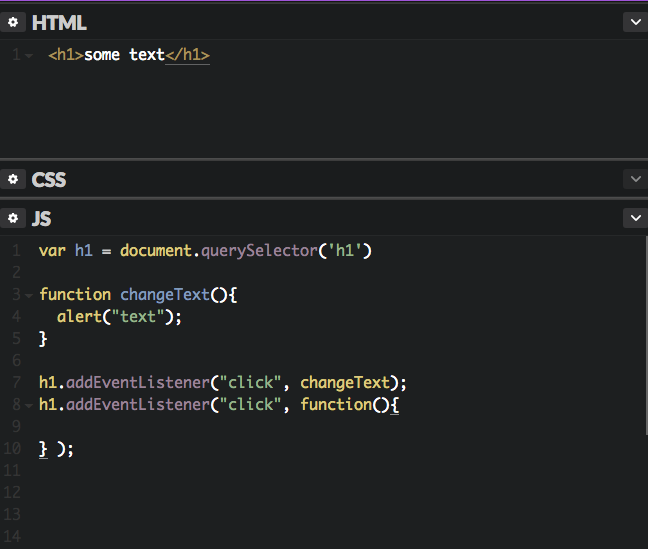 HTML
1 <h1>some text</h1>
CSS
JS
1 var h1 = document.querySelector('h1')
2
3 function changeText(){
4   alert("text");
5 }
6
7 h1.addEventListener("click", changeText);
8 h1.addEventListener("click", function(){
9
10 } );
11
12
13
14